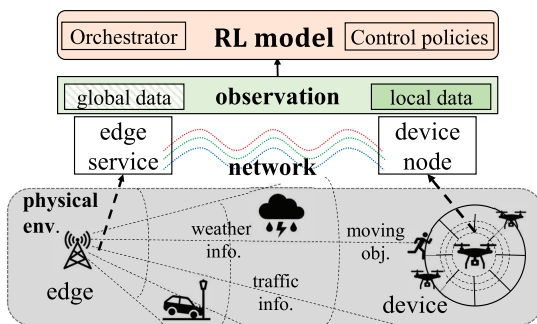 Orchestrator
RL model
Control policies
global data
observation
local data
edge
service
device
node
network
physical
env.
weather
info.
moving
obj.
traffic
info.
edge
device